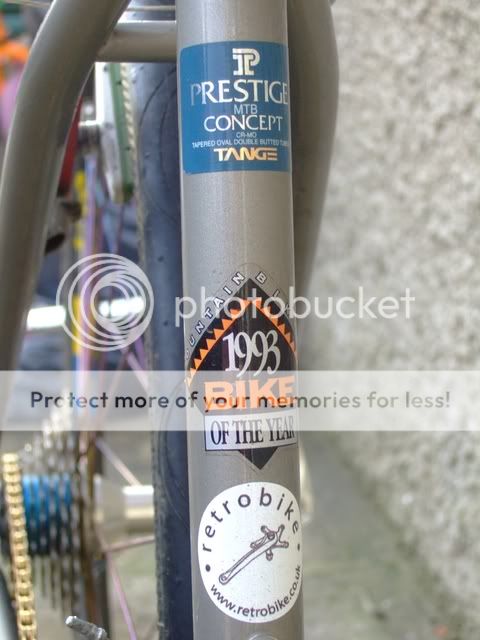 PRESTIGE
MTB
CONCEPT
CR-MO
TAPERED OVAL DOUBLE BUTTED
TANGE
photobucket
1993
BIKE
OF THE YEAR
Protect more of your memories for less!
retrobike
www.retrobike.co.uk